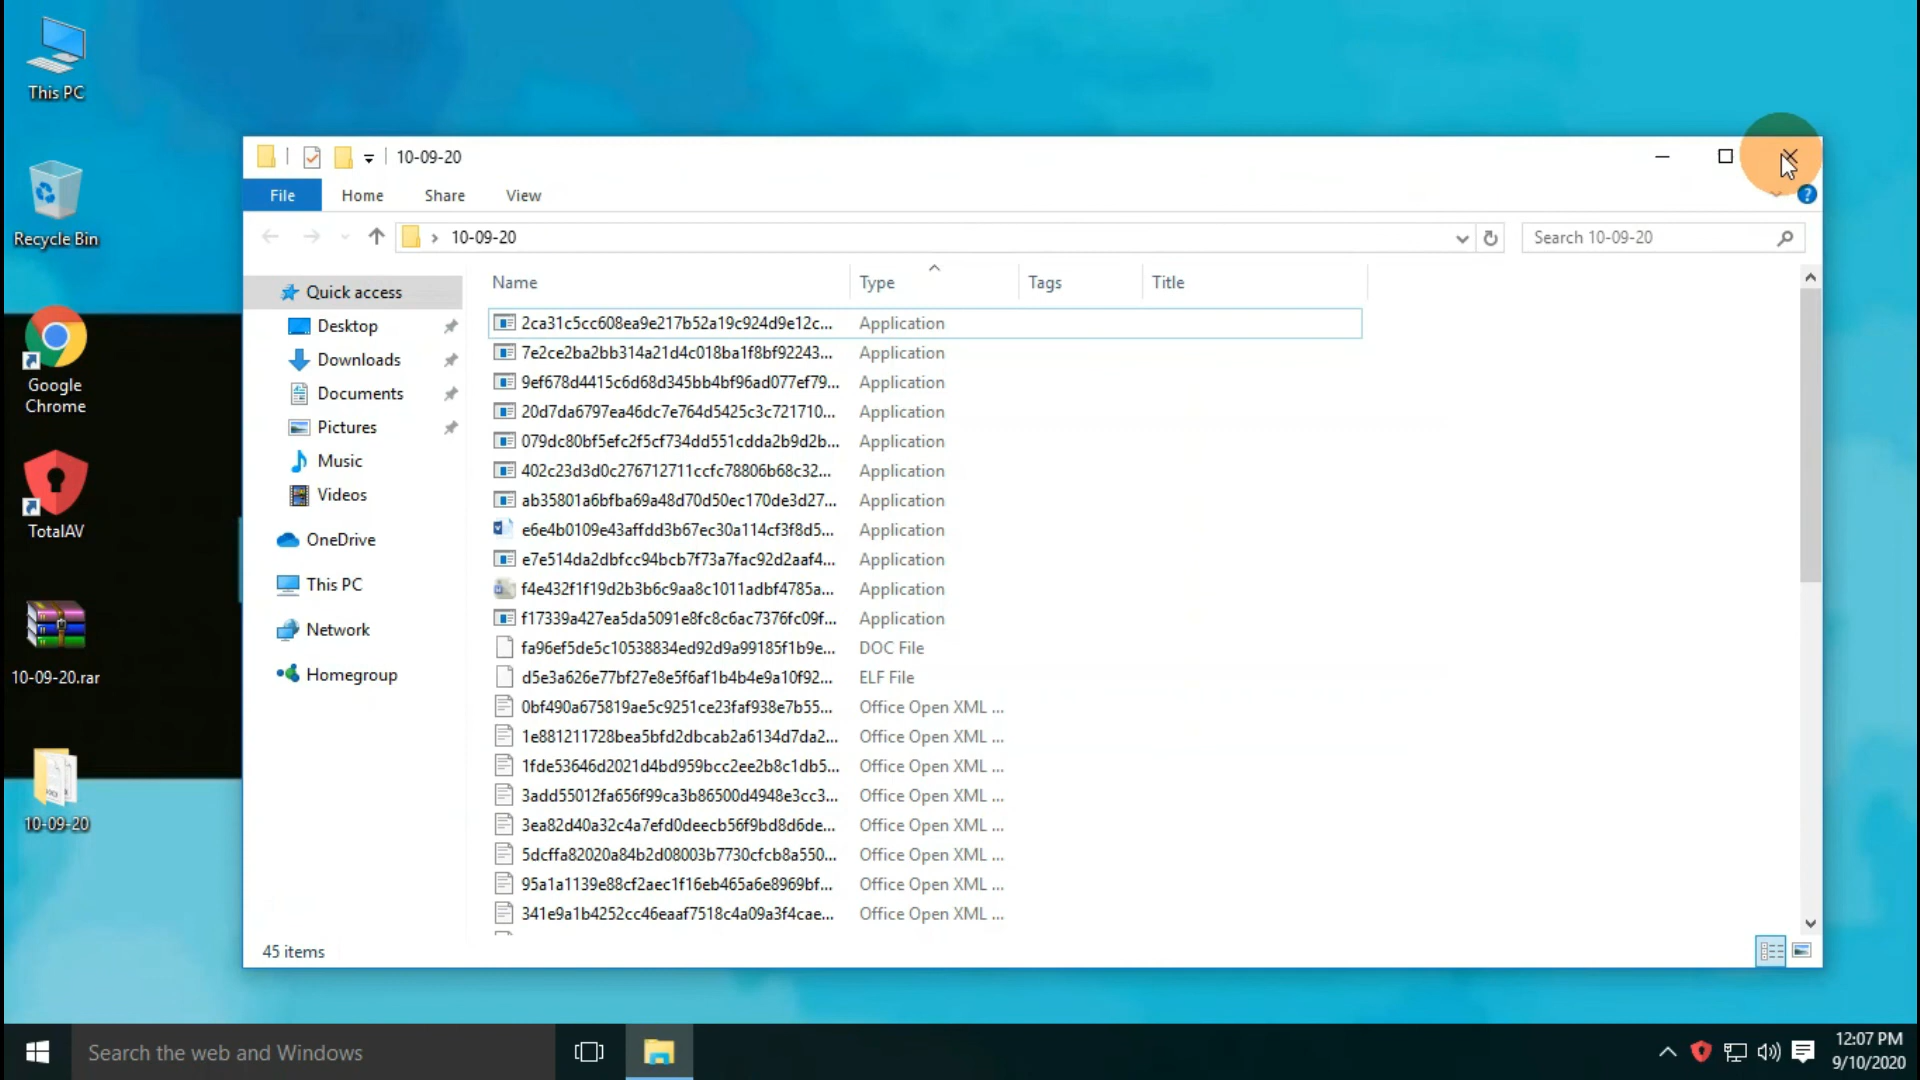 This PC
Recycle Bin
Google
Chrome
TotalAV
10-09-20.rar
10-09-20
10-09-20
File
Home
Share
View
10-09-20
Search 10-09-20
Quick access
Desktop
Downloads
Documents
Pictures
Music
Videos
OneDrive
This PC
Network
Homegroup
Name Type Tags Title
2ca31c5cc608ea9e217b52a19c924d9e12c... Application
7e2ce2ba2bb314a21d4c018ba1f8bf92243... Application
9ef678d4415c6d68d345bb4bf96ad077ef79... Application
20d7da6797ea46dc7e764d5425c3c721710... Application
079dc80bf5efc2f5cf734dd551cdda2b9d2b... Application
402c23d3d0c276712711ccfc78806b68c32... Application
ab35801a6bfba69a48d70d50ec170de3d27... Application
e6e4b0109e43affdd3b67ec30a114cf3f8d5... Application
e7e514da2dbfcc94bcb7f73a7fac92d2aaf4... Application
f4e432f1f19d2b3b6c9aa8c1011adbf4785a... Application
f17339a427ea5da5091e8fc8c6ac7376fc09f... Application
fa96ef5de5c10538834ed92d9a99185f1b9e... DOC File
d5e3a626e77bf27e8e5f6af1b4b4e9a10f92... ELF File
0bf490a675819ae5c9251ce23faf938e7b55... Office Open XML ...
1e881211728bea5bfd2dbcab2a6134d7da2... Office Open XML ...
1fde53646d2021d4bd959bcc2ee2b8c1db5... Office Open XML ...
3add55012fa656f99ca3b86500d4948e3cc3... Office Open XML ...
3ea82d40a32c4a7efd0deecb56f9bd8d6de... Office Open XML ...
5dcffa82020a84b2d08003b7730cfcb8a550... Office Open XML ...
95a1a1139e88cf2aec1f16eb465a6e8969bf... Office Open XML ...
341e9a1b4252cc46eaaf7518c4a09a3f4cae... Office Open XML ...
45 items
Search the web and Windows
12:07 PM
9/10/2020